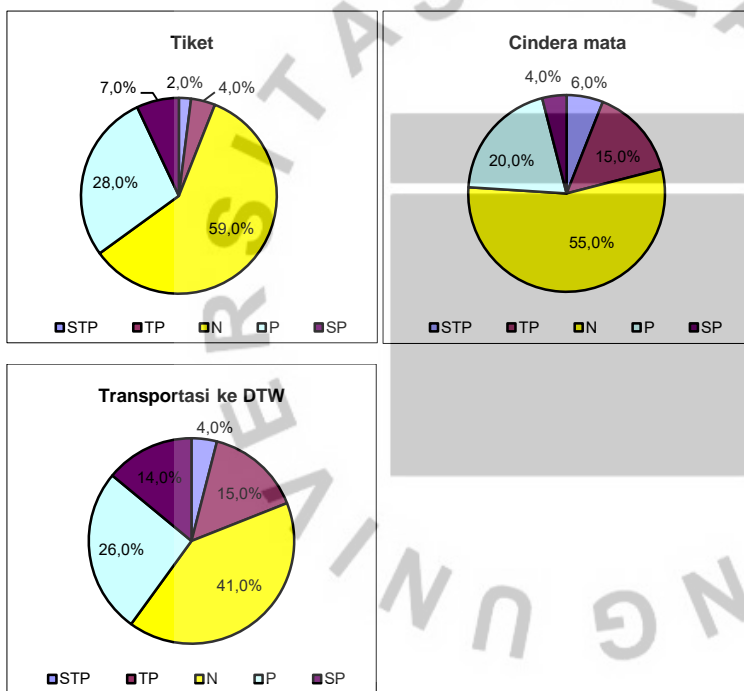 Tiket
7,0%
2,0%
4,0%
28,0%
59,0%
STP TP N P SP
Cindera mata
4,0%
6,0%
20,0%
15,0%
55,0%
STP TP N P SP
Transportasi ke DTW
4,0%
14,0%
15,0%
26,0%
41,0%
STP TP N P SP